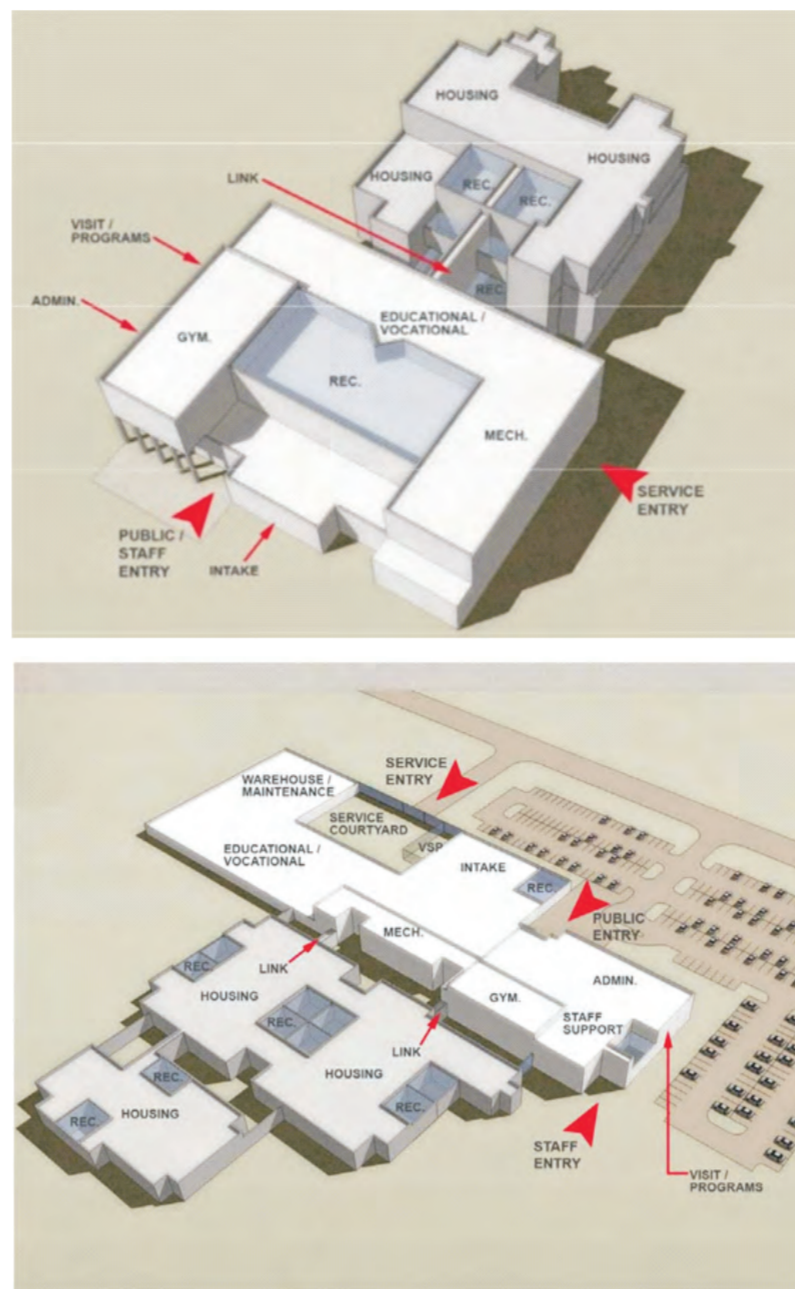 HOUSING
HOUSING
HOUSING
LINK
REC.
REC.
VISIT /
PROGRAMS
REC.
ADMIN.
EDUCATIONAL /
VOCATIONAL
GYM.
REC.
MECH.
SERVICE
ENTRY
PUBLIC /
STAFF
ENTRY
INTAKE
SERVICE
ENTRY
WAREHOUSE /
MAINTENANCE
SERVICE
COURTYARD
VSP
EDUCATIONAL /
VOCATIONAL
INTAKE
REC.
PUBLIC
ENTRY
MECH.
LINK
REC.
ADMIN.
HOUSING
GYM.
STAFF
SUPPORT
REC.
LINK
HOUSING
REC.
HOUSING
REC.
REC.
STAFF
ENTRY
VISIT /
PROGRAMS